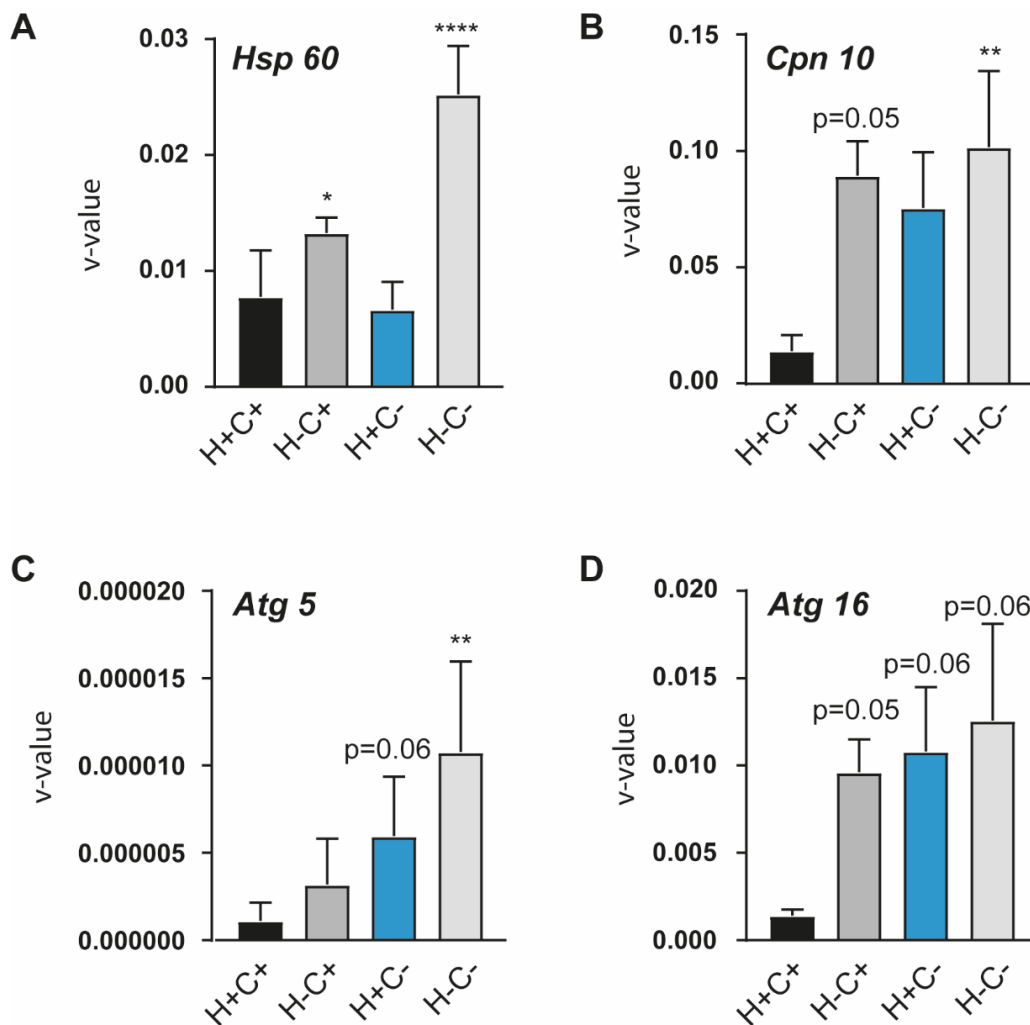 A
Hsp 60
v-value
0.03
0.02
0.01
0.00
*
****
H+C+
H-C+
H+C-
H-C-
B
Cpn 10
v-value
0.15
0.10
0.05
0.00
p=0.05
**
H+C+
H-C+
H+C-
H-C-
C
Atg 5
v-value
0.000020
0.000015
0.000010
0.000005
0.000000
p=0.06
**
H+C+
H-C+
H+C-
H-C-
D
Atg 16
v-value
0.020
0.015
0.010
0.005
0.000
p=0.05
p=0.06
p=0.06
H+C+
H-C+
H+C-
H-C-